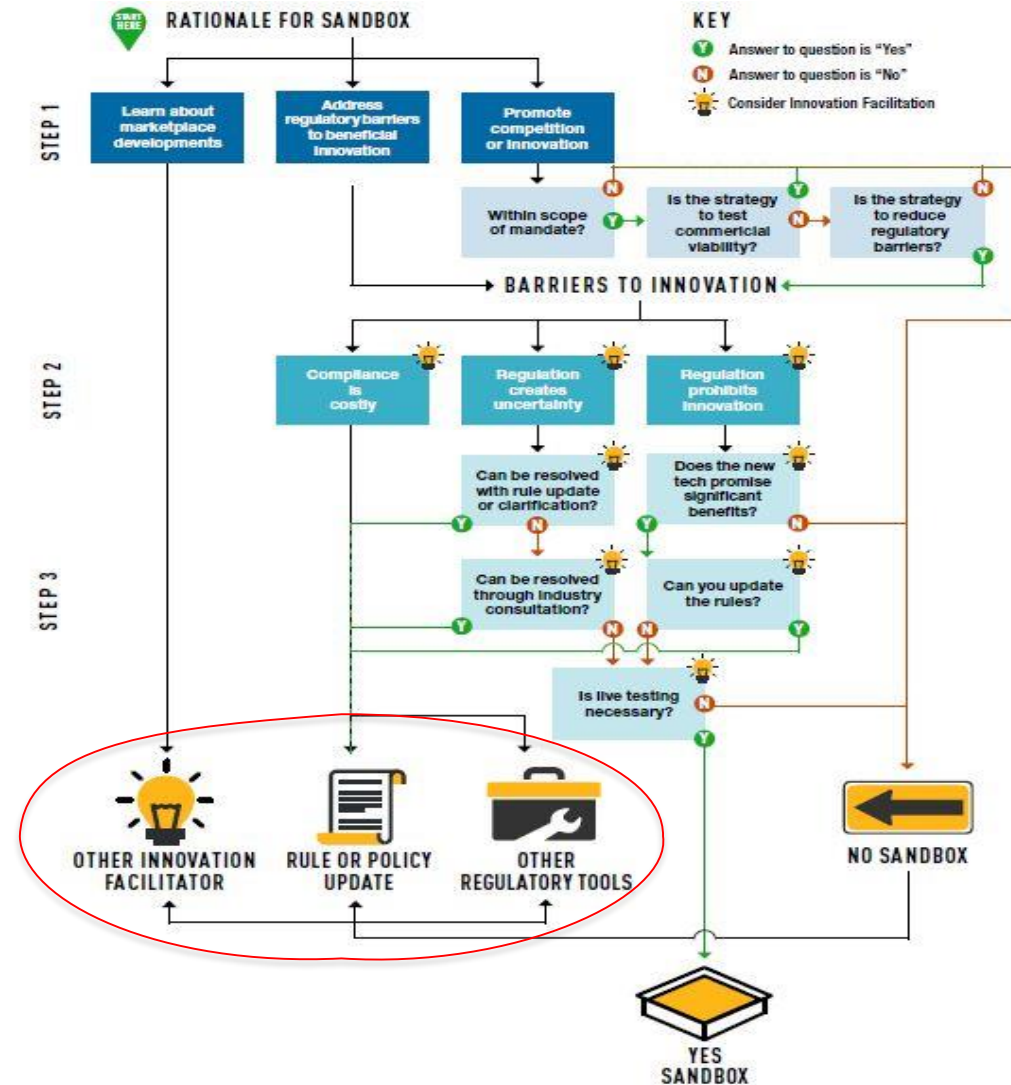 START
HERE
RATIONALE FOR SANDBOX
KEY
Y Answer to question is "Yes"
N Answer to question is "No"
Consider Innovation Facilitation
STEP 1
Learn about
marketplace
developments
Address
regulatory barriers
to beneficial
innovation
Promote
competition
or innovation
Within scope
of mandate?
N
Y
Is the strategy
to test
commericial
viability?
Y
N
Is the strategy
to reduce
regulatory
barriers?
N
Y
BARRIERS TO INNOVATION
STEP 2
Compliance
is
costly
Regulation
creates
uncertainty
Regulation
prohibits
innovation
Can be resolved
with rule update
or clarification?
Y
N
Does the new
tech promise
significant
benefits?
Y
N
STEP 3
Can be resolved
through industry
consultation?
Y
N
Can you update
the rules?
N
Y
Is live testing
necessary?
N
Y
OTHER INNOVATION
FACILITATOR
RULE OR POLICY
UPDATE
OTHER
REGULATORY TOOLS
NO SANDBOX
YES
SANDBOX